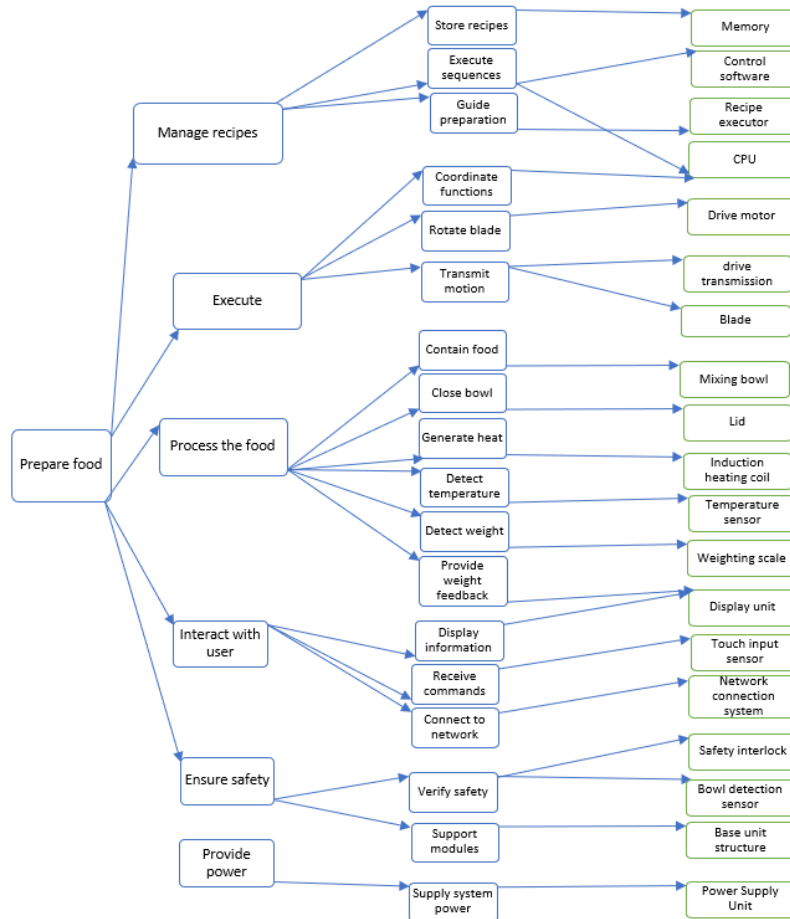 Store recipes
Memory
Execute
sequences
Control
software
Guide
preparation
Recipe
executor
Manage recipes
CPU
Coordinate
functions
Rotate blade
Drive motor
Transmit
motion
drive
transmission
Execute
Blade
Contain food
Mixing bowl
Close bowl
Lid
Process the food
Generate heat
Induction
heating coil
Prepare food
Detect
temperature
Temperature
sensor
Detect weight
Weighting scale
Provide
weight
feedback
Display unit
Interact with
user
Display
information
Touch input
sensor
Receive
commands
Network
connection
system
Connect to
network
Safety interlock
Ensure safety
Verify safety
Bowl detection
sensor
Support
modules
Base unit
structure
Provide
power
Supply system
power
Power Supply
Unit